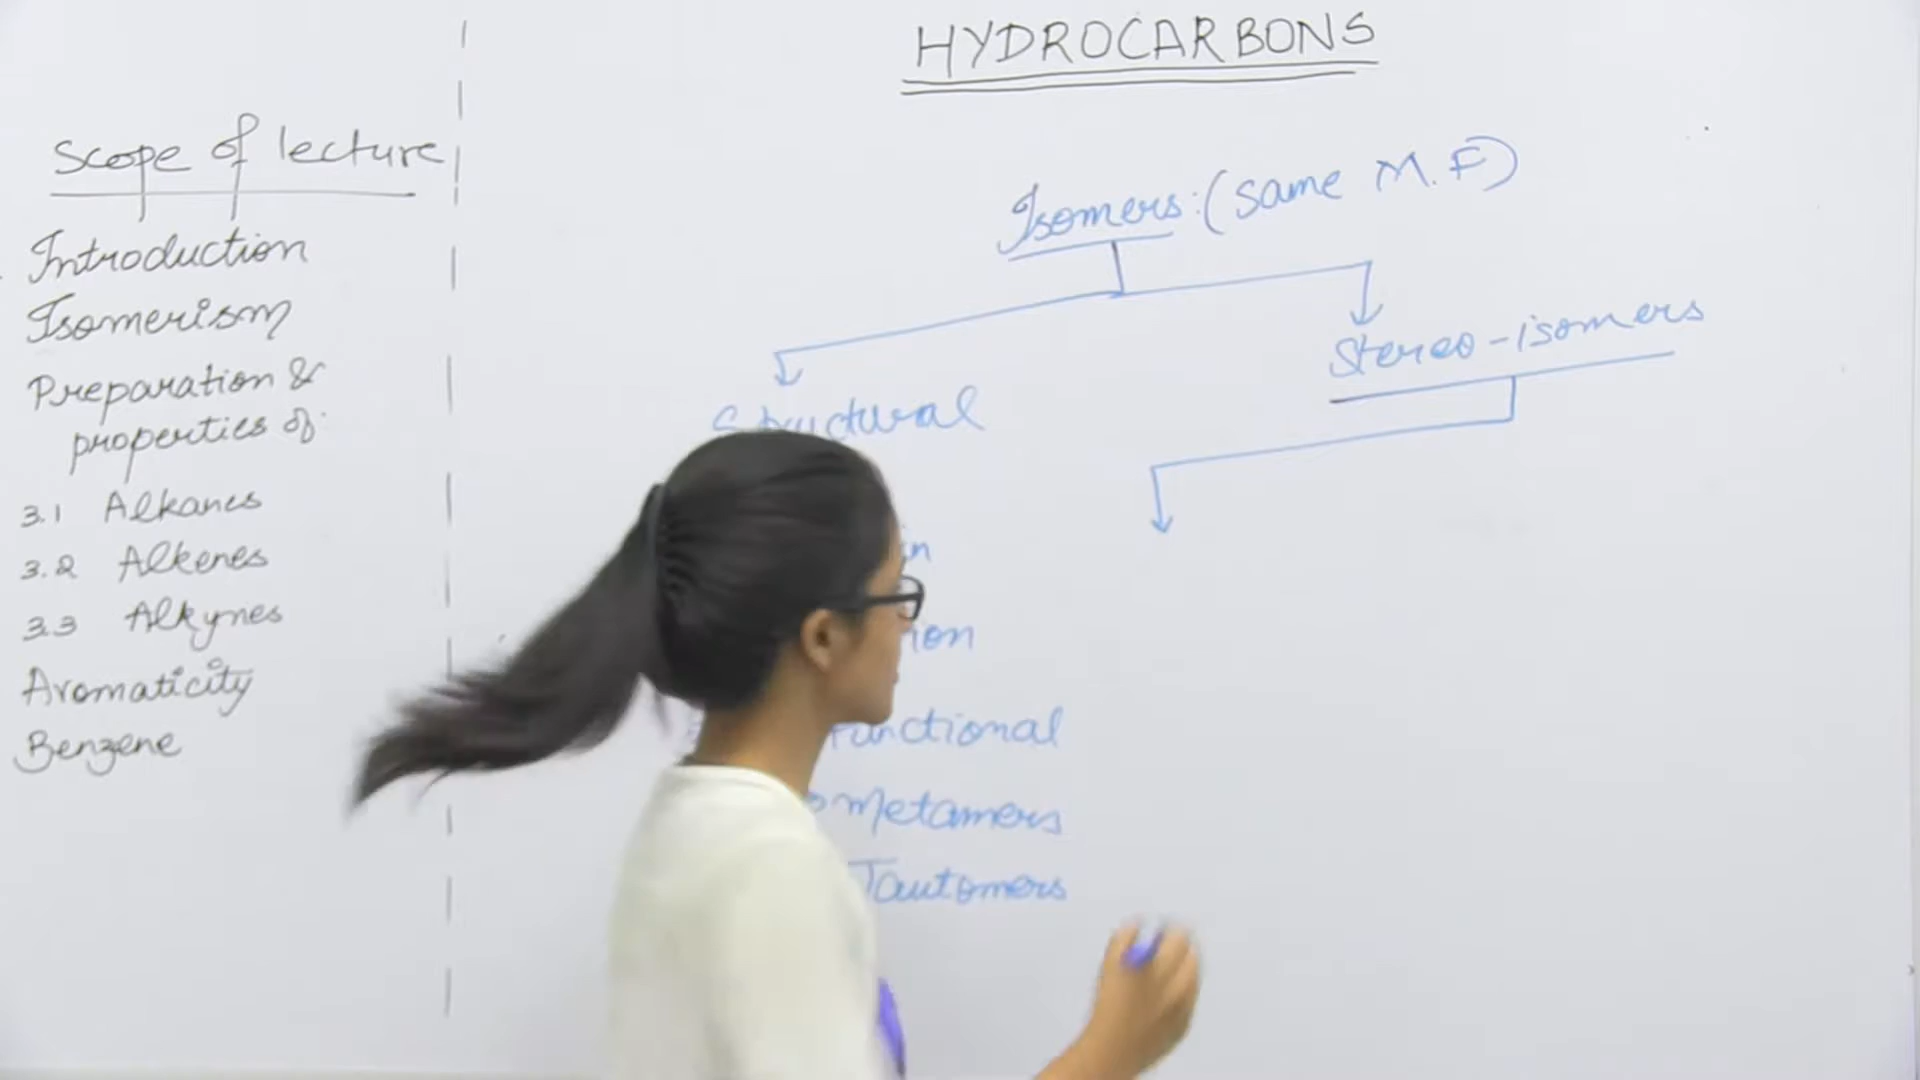 HYDROCARBONS
Scope of lecture
Introduction
Isomerism
Preparation &
properties of:
3.1 Alkanes
3.2 Alkenes
3.3 Alkynes
Aromaticity
Benzene
Isomers: (same M.F)
Structural
Stereo-isomers
Functional
Metamers
Tautomers